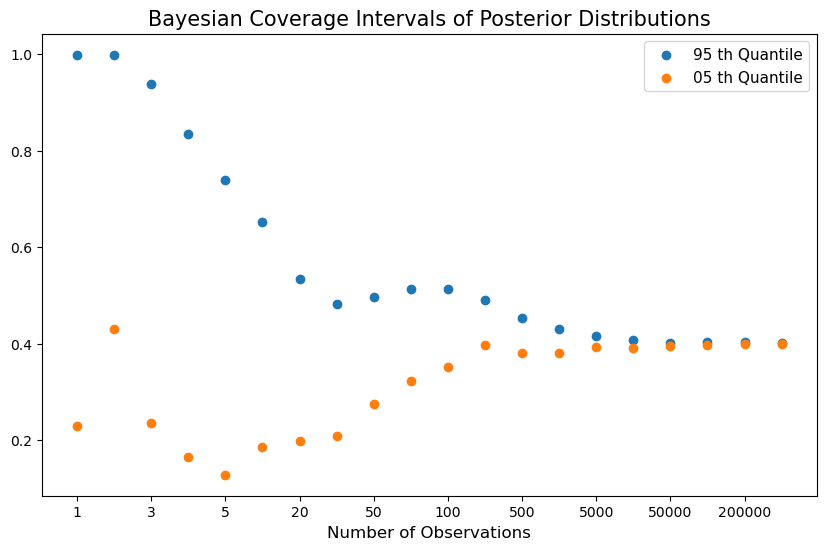 Bayesian Coverage Intervals of Posterior Distributions
95 th Quantile
05 th Quantile
1.0
0.8
0.6
0.4
0.2
1 3 5 20 50 100 500 5000 50000 200000
Number of Observations